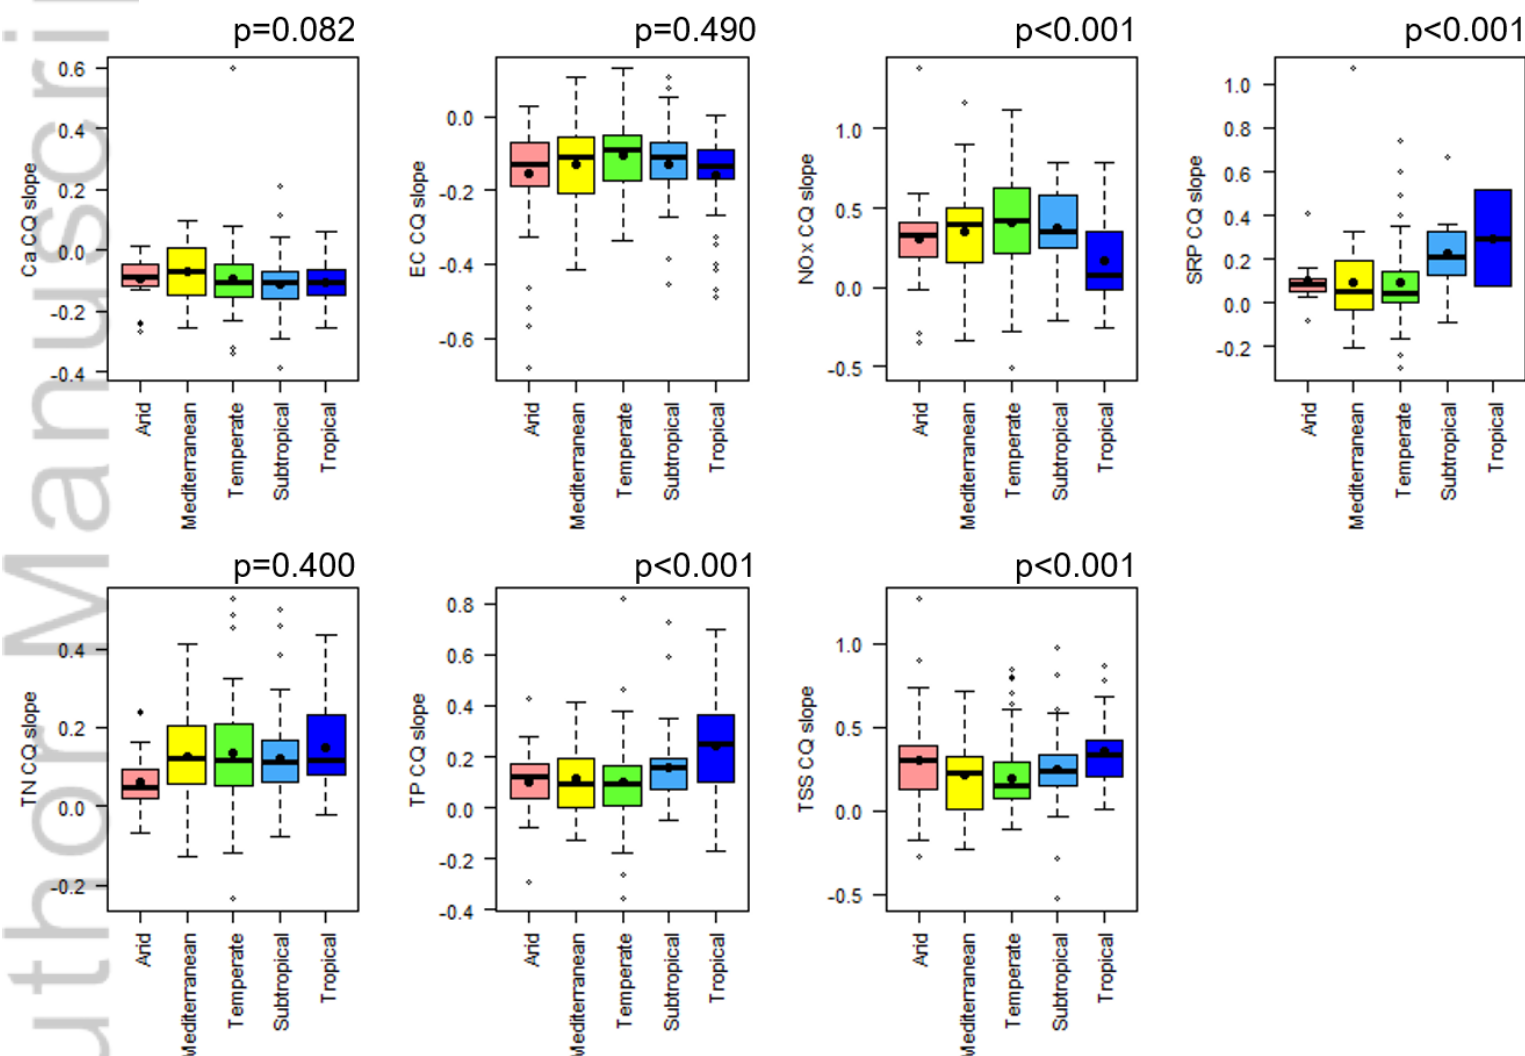 p=0.082
p=0.490
p<0.001
p<0.001
Ca CQ slope
0.6
0.4
0.2
0.0
-0.2
-0.4
Arid
Mediterranean
Temperate
Subtropical
Tropical
EC CQ slope
0.0
-0.2
-0.4
-0.6
Arid
Mediterranean
Temperate
Subtropical
Tropical
NOx CQ slope
1.0
0.5
0.0
-0.5
Arid
Mediterranean
Temperate
Subtropical
Tropical
SRP CQ slope
1.0
0.8
0.6
0.4
0.2
0.0
-0.2
Arid
Mediterranean
Temperate
Subtropical
Tropical
p=0.400
p<0.001
p<0.001
TN CQ slope
0.4
0.2
0.0
-0.2
Arid
Mediterranean
Temperate
Subtropical
Tropical
TP CQ slope
0.8
0.6
0.4
0.2
0.0
-0.2
-0.4
Arid
Mediterranean
Temperate
Subtropical
Tropical
TSS CQ slope
1.0
0.5
0.0
-0.5
Arid
Mediterranean
Temperate
Subtropical
Tropical
uthor Manuscri